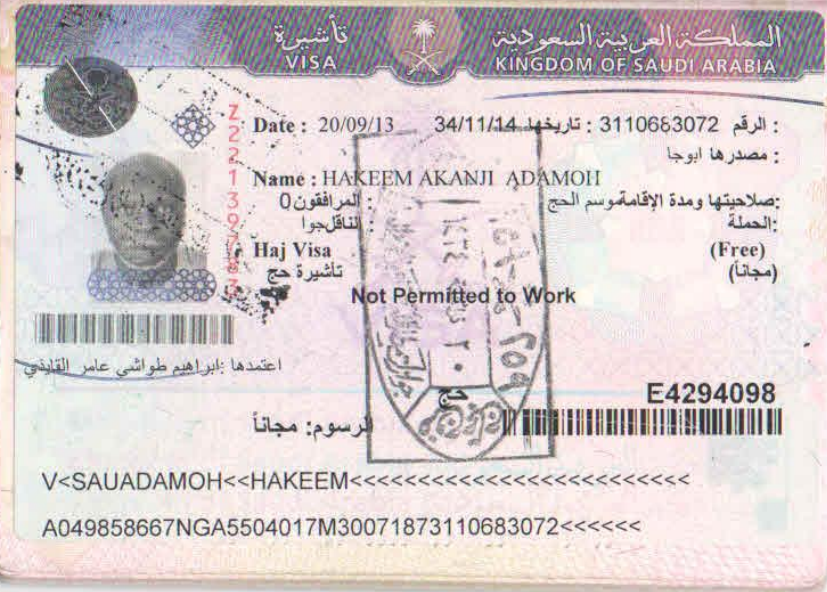 تأشيرة
VISA
المملكة العربية السعودية
KINGDOM OF SAUDI ARABIA
Date : 20/09/13 تاريخها 34/11/14 : الرقم 3110683072 :
مصدرها ابوجا :
Name : HAKEEM AKANJI ADAMOH
المرافقون 0 :
صلاحيتها ومدة الإقامة موسم الحج:
الناقل جوا :
الحملة:
Haj Visa
تأشيرة حج
(Free)
(مجاناً)
Not Permitted to Work
اعتمدها :ابراهيم طواشي عامر
حج
E4294098
الرسوم: مجاناً
V<SAUADAMOH<<HAKEEM<<<<<<<<<<<<<<<<<<<<<<<<<
A049858667NGA5504017M30071873110683072<<<<<<